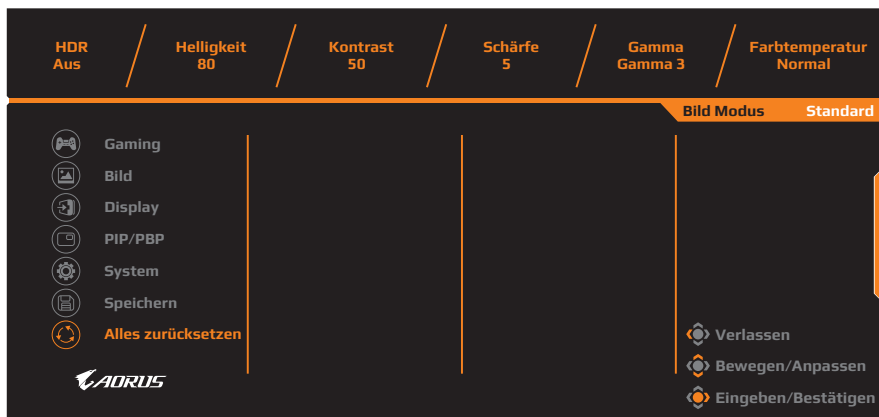 HDR
Aus
Helligkeit
80
Kontrast
50
Schärfe
5
Gamma
Gamma 3
Farbtemperatur
Normal
Bild Modus Standard
Gaming
Bild
Display
PIP/PBP
System
Speichern
Alles zurücksetzen
AORUS
Verlassen
Bewegen/Anpassen
Eingeben/Bestätigen